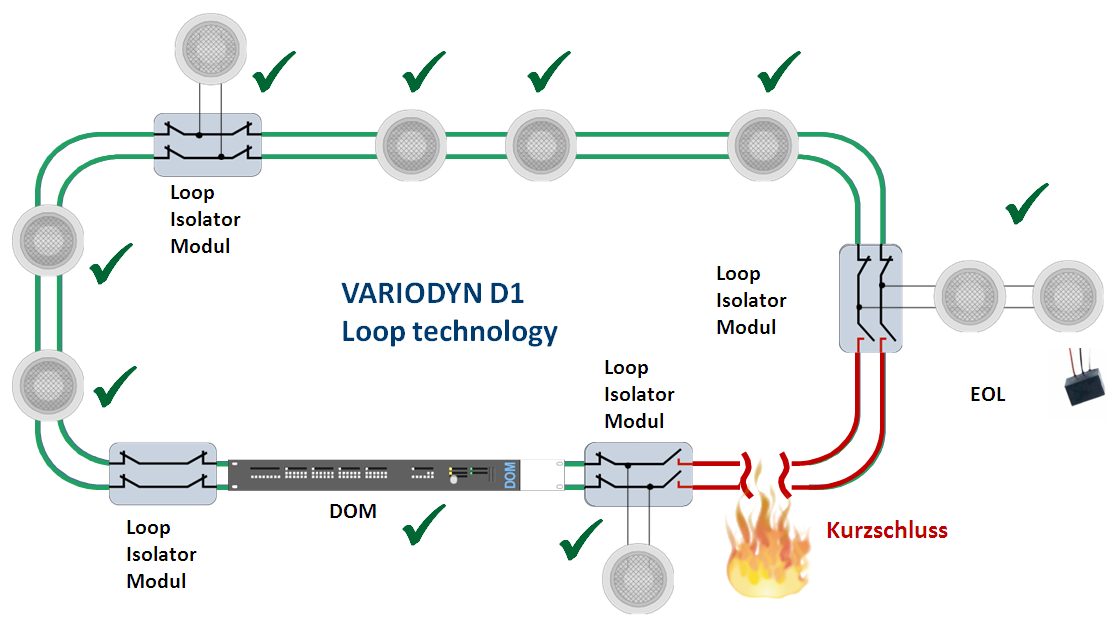 Loop
Isolator
Modul
VARIODYN D1
Loop technology
Loop
Isolator
Modul
Loop
Isolator
Modul
EOL
DOM
DOM
Loop
Isolator
Modul
Kurzschluss